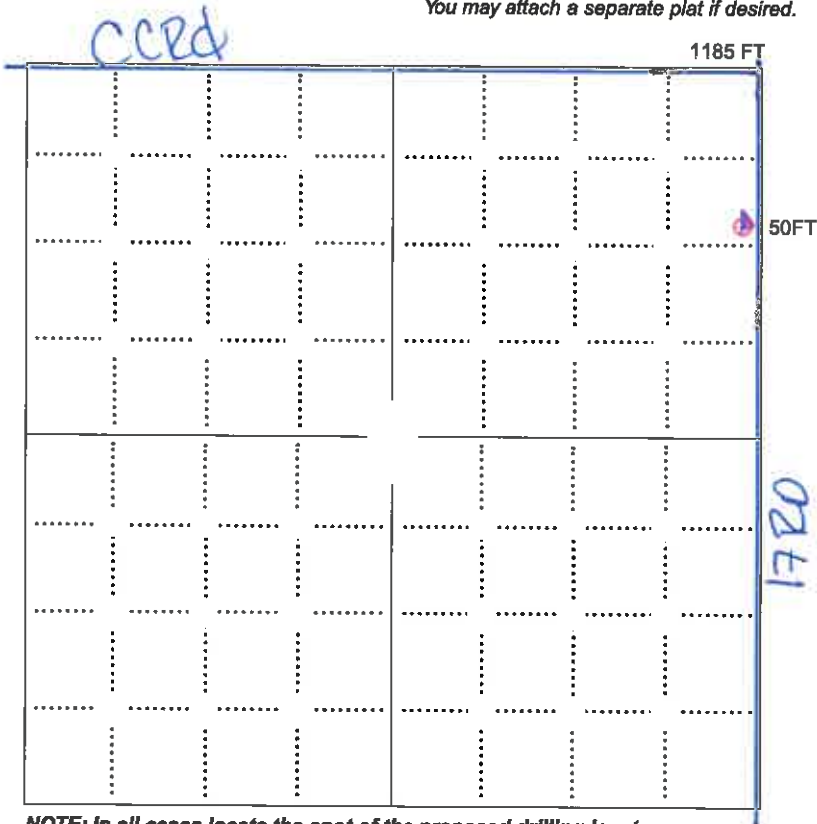 You may attach a separate plat if desired.
CCRd
1185 FT
50FT
17RD
NOTE: In all cases locate the spot of the proposed drilling